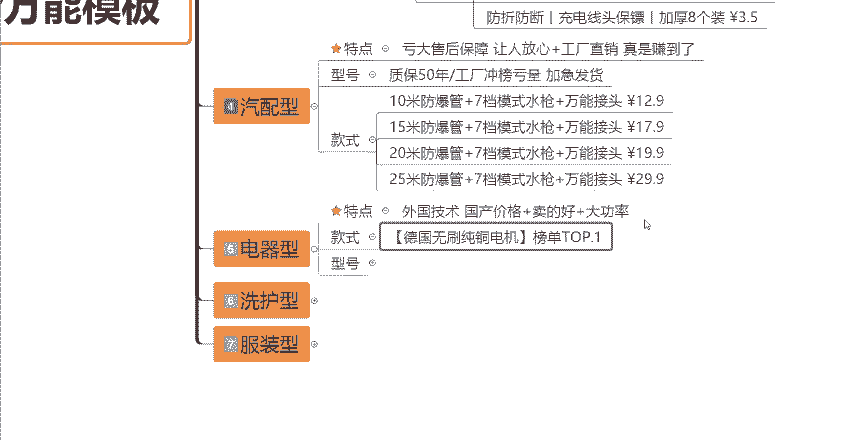 万能模板
防折防断丨充电线头保镖丨加厚8个装 ¥3.5
特点 亏大售后保障 让人放心+工厂直销 真是赚到了
型号 质保50年/工厂冲榜亏量 加急发货
4 汽配型
款式
10米防爆管+7档模式水枪+万能接头 ¥12.9
15米防爆管+7档模式水枪+万能接头 ¥17.9
20米防爆管+7档模式水枪+万能接头 ¥19.9
25米防爆管+7档模式水枪+万能接头 ¥29.9
特点 外国技术 国产价格+卖的好+大功率
5 电器型
款式 【德国无刷纯铜电机】榜单TOP.1
型号
6 洗护型
7 服装型